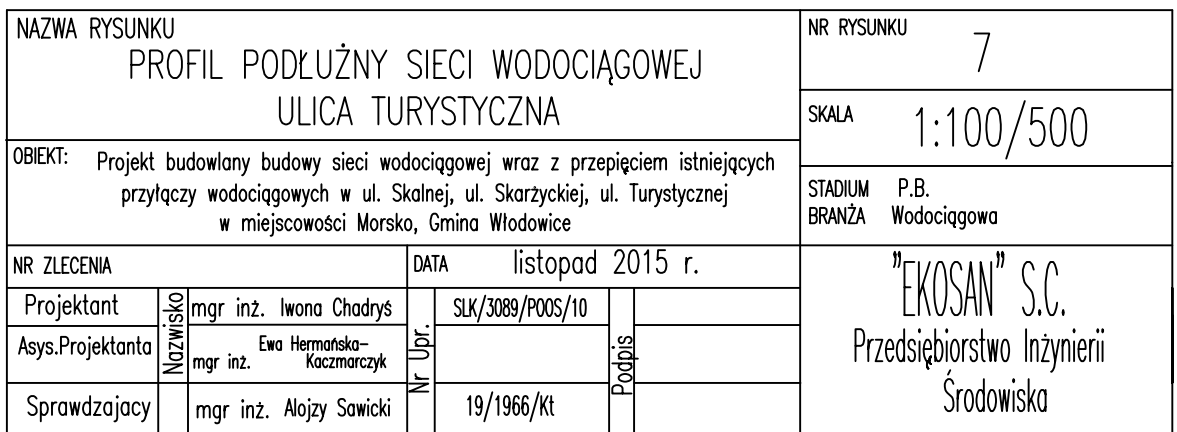 NAZWA RYSUNKU
PROFIL PODŁUŻNY SIECI WODOCIĄGOWEJ
ULICA TURYSTYCZNA
NR RYSUNKU
7
SKALA 1:100/500
OBIEKT: Projekt budowlany budowy sieci wodociągowej wraz z przepięciem istniejących
przyłączy wodociągowych w ul. Skalnej, ul. Skarżyckiej, ul. Turystycznej
w miejscowości Morsko, Gmina Włodowice
STADIUM P.B.
BRANŻA Wodociągowa
NR ZLECENIA
DATA listopad 2015 r.
Projektant
Nazwisko
mgr inż. Iwona Chadryś
Nr Upr.
SLK/3089/POOS/10
Podpis
Asys.Projektanta
Ewa Hermańska-
mgr inż. Kaczmarczyk
Sprawdzajacy
mgr inż. Alojzy Sawicki
19/1966/Kt
"EKOSAN" S.C.
Przedsiębiorstwo Inżynierii
Środowiska